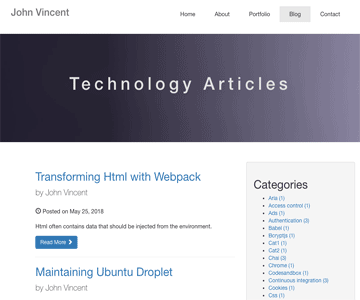 John Vincent
Home
About
Portfolio
Blog
Contact
Technology Articles
Transforming Html with Webpack
by John Vincent
Posted on May 25, 2018
Html often contains data that should be injected from the environment.
Read More
Maintaining Ubuntu Droplet
by John Vincent
Categories
Aria (1)
Access control (1)
Ads (1)
Authentication (3)
Babel (1)
Bcryptjs (1)
Cat1 (1)
Cat2 (1)
Chai (3)
Chrome (1)
Codesandbox (1)
Continuous integration (3)
Cookies (1)
Css (1)